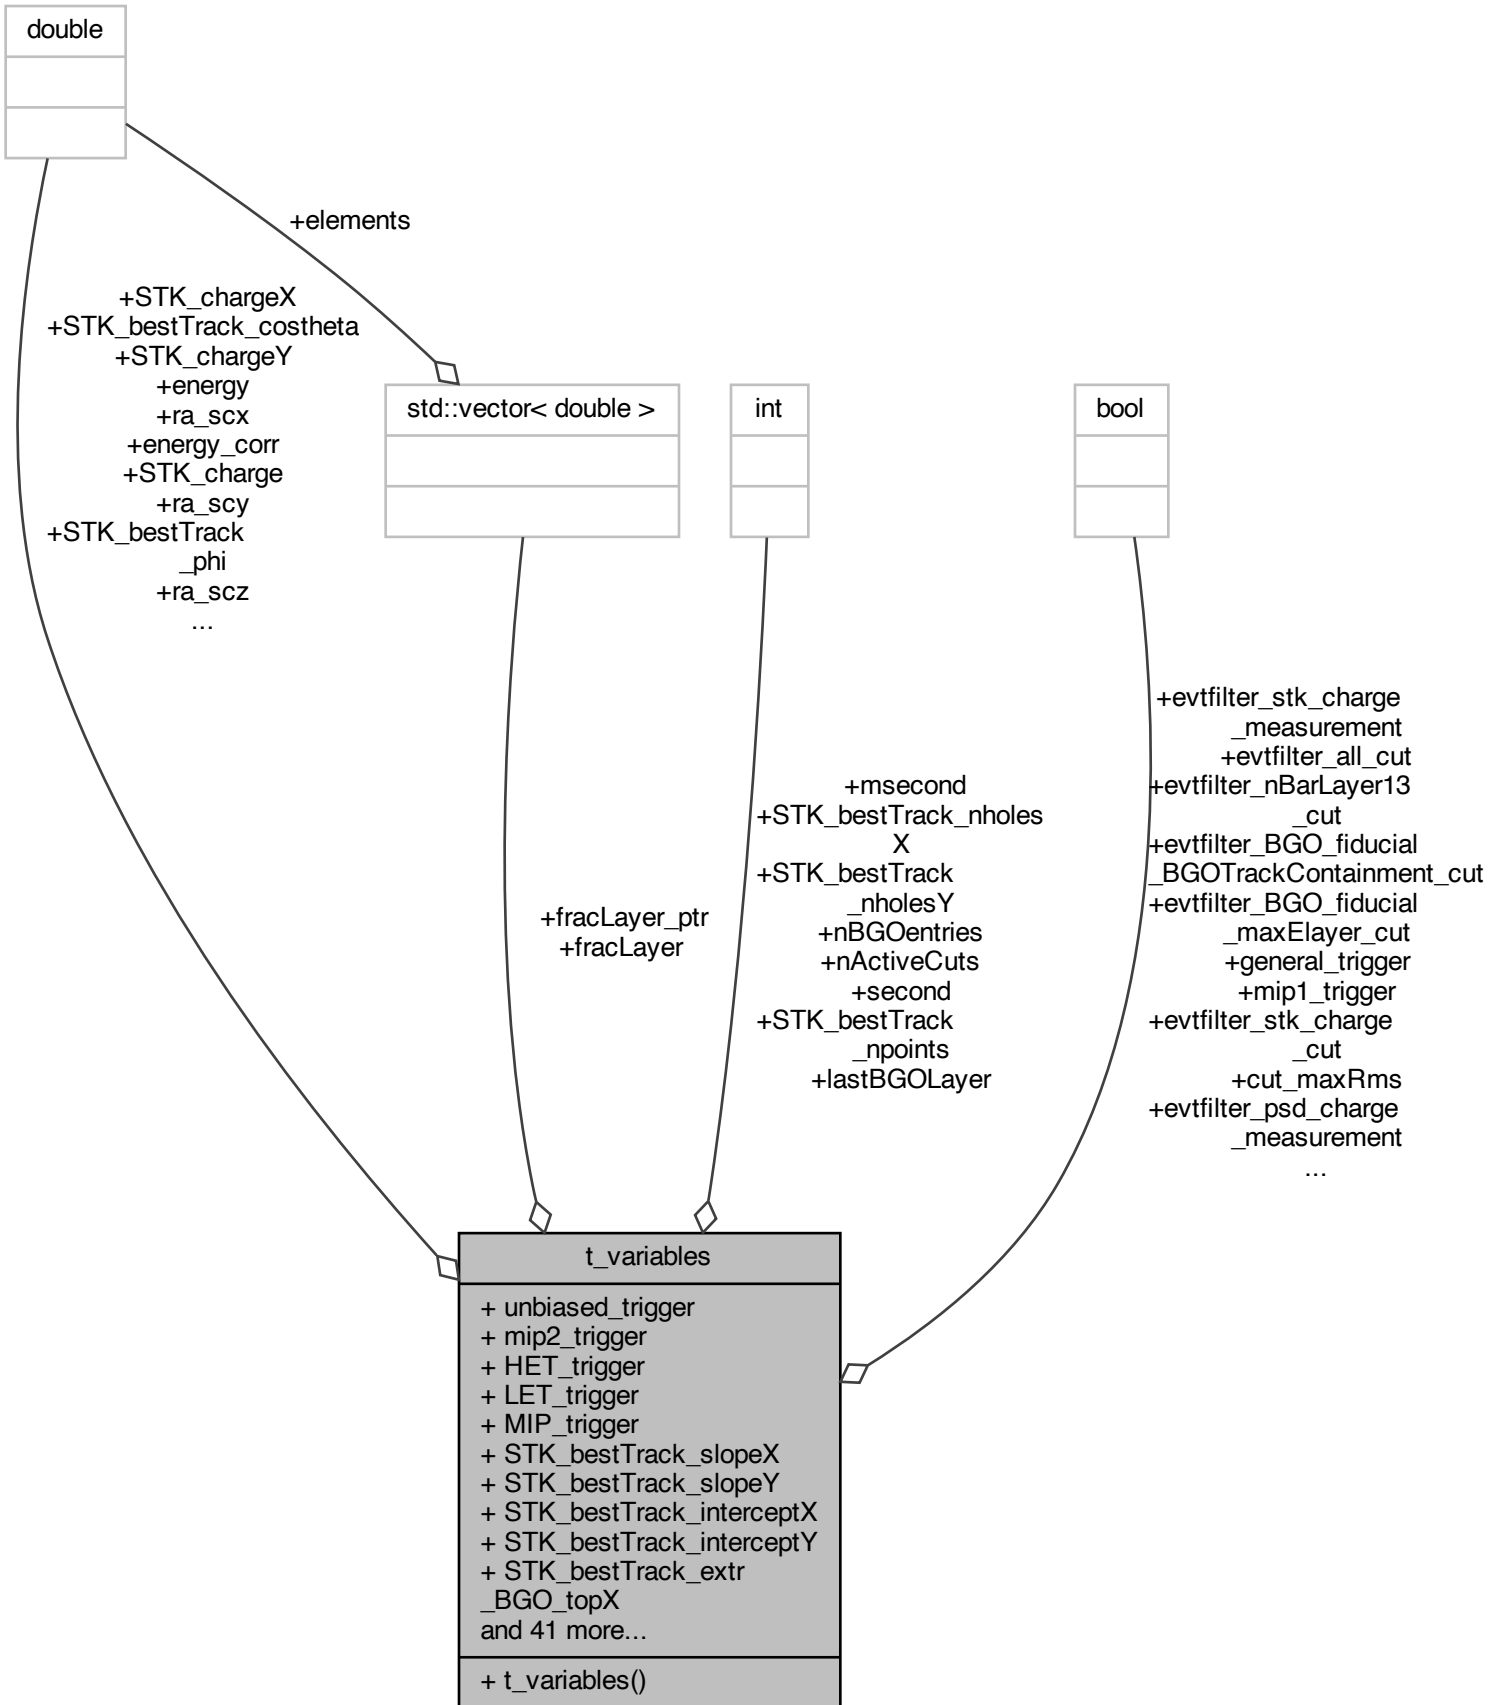 double
+elements
+STK_chargeX
+STK_bestTrack_costheta
+STK_chargeY
+energy
+ra_scx
+energy_corr
+STK_charge
+ra_scy
+STK_bestTrack
_phi
+ra_scz
...
std::vector< double >
int
bool
+fracLayer_ptr
+fracLayer
+msecond
+STK_bestTrack_nholes
X
+STK_bestTrack
_nholesY
+nBGOentries
+nActiveCuts
+second
+STK_bestTrack
_npoints
+lastBGOLayer
+evtfilter_stk_charge
_measurement
+evtfilter_all_cut
+evtfilter_nBarLayer13
_cut
+evtfilter_BGO_fiducial
_BGOTrackContainment_cut
+evtfilter_BGO_fiducial
_maxElayer_cut
+general_trigger
+mip1_trigger
+evtfilter_stk_charge
_cut
+cut_maxRms
+evtfilter_psd_charge
_measurement
...
t_variables
+ unbiased_trigger
+ mip2_trigger
+ HET_trigger
+ LET_trigger
+ MIP_trigger
+ STK_bestTrack_slopeX
+ STK_bestTrack_slopeY
+ STK_bestTrack_interceptX
+ STK_bestTrack_interceptY
+ STK_bestTrack_extr
_BGO_topX
and 41 more...
+ t_variables()